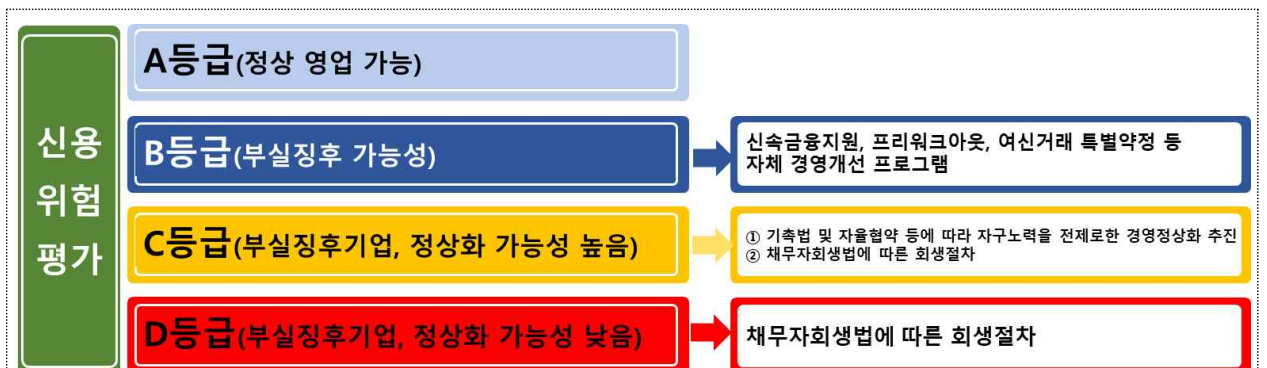 신용
위험
평가
A등급(정상 영업 가능)
B등급(부실징후 가능성)
신속금융지원, 프리워크아웃, 여신거래 특별약정 등
자체 경영개선 프로그램
C등급(부실징후기업, 정상화 가능성 높음)
① 기촉법 및 자율협약 등에 따라 자구노력을 전제로한 경영정상화 추진
② 채무자회생법에 따른 회생절차
D등급(부실징후기업, 정상화 가능성 낮음)
채무자회생법에 따른 회생절차